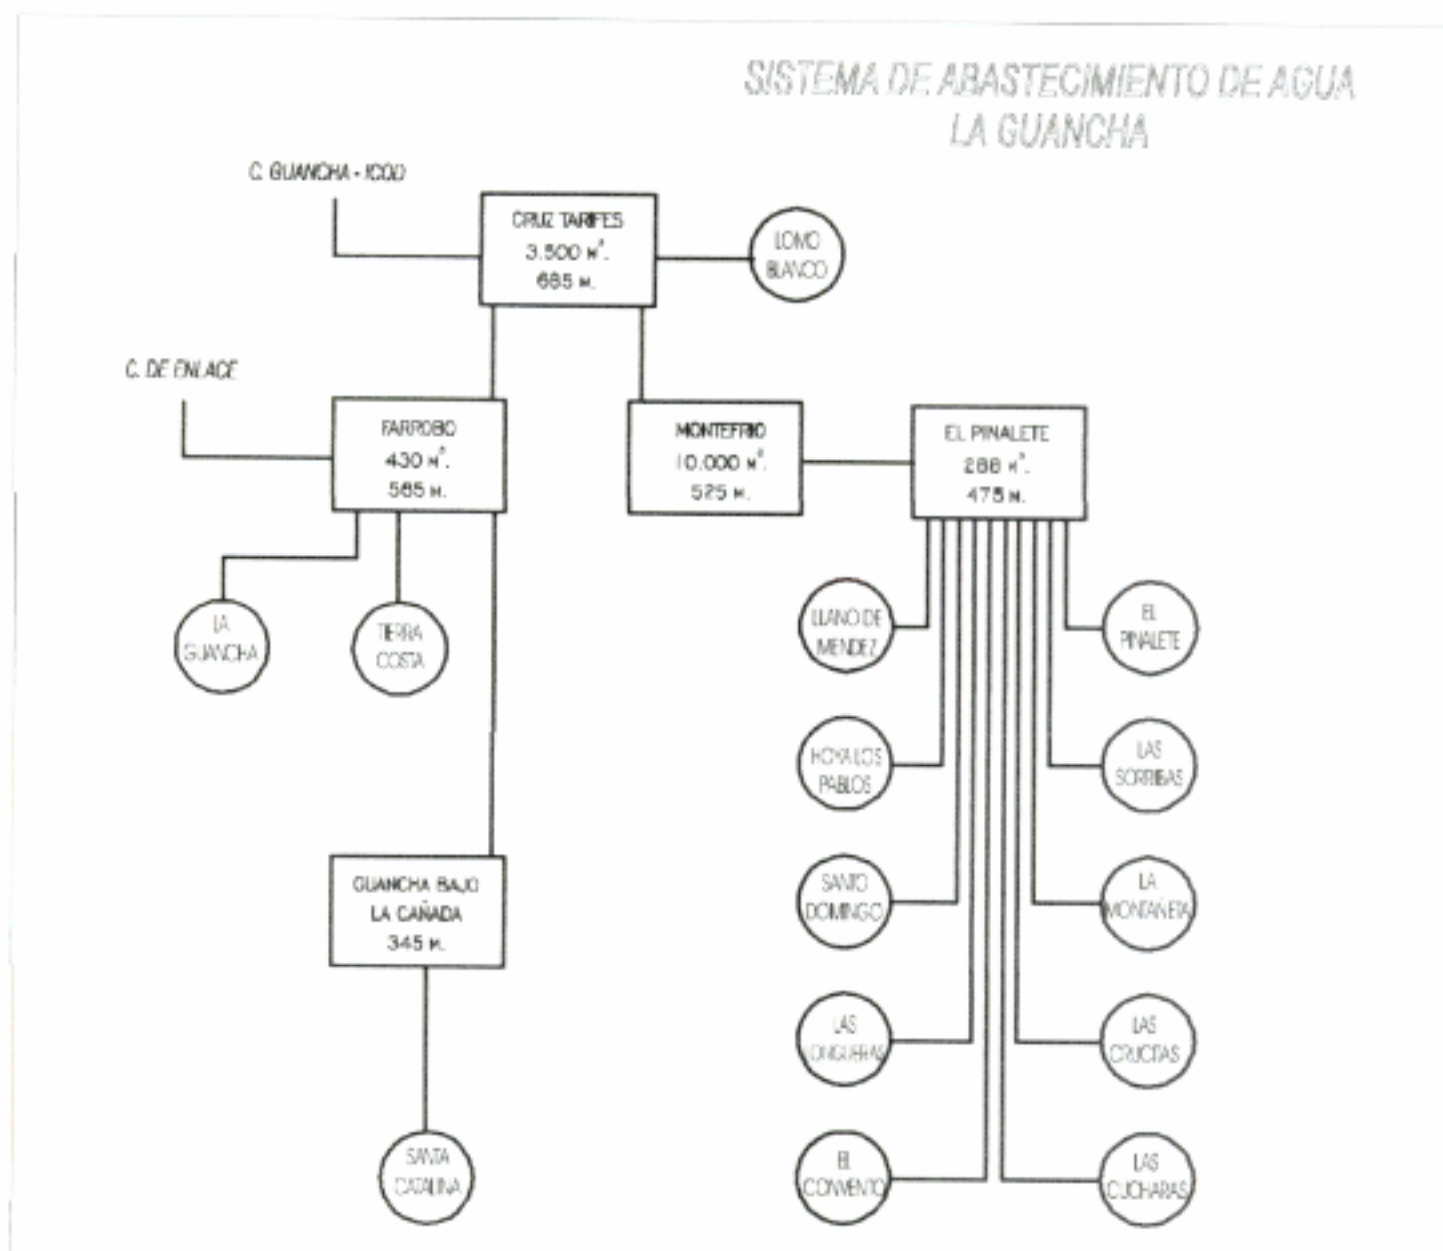 SISTEMA DE ABASTECIMIENTO DE AGUA
LA GUANCHA
C. GUANCHA - ICOD
CRUZ TARIFES
3.500 M³.
685 M.
LOMO
BLANCO
C. DE ENLACE
FARROBO
430 M³.
585 M.
MONTEFRIO
10.000 M³.
525 M.
EL PINALETE
288 M³.
475 M.
LA
GUANCHA
TIERRA
COSTA
LLANO DE
MENDEZ
EL
PINALETE
HOYA LOS
PABLOS
LAS
SORRIBAS
GUANCHA BAJO
LA CAÑADA
345 M.
SANTO
DOMINGO
LA
MONTAÑETA
LAS
LONGUERAS
LAS
CRUCITAS
SANTA
CATALINA
EL
CONVENTO
LAS
CUCHARAS